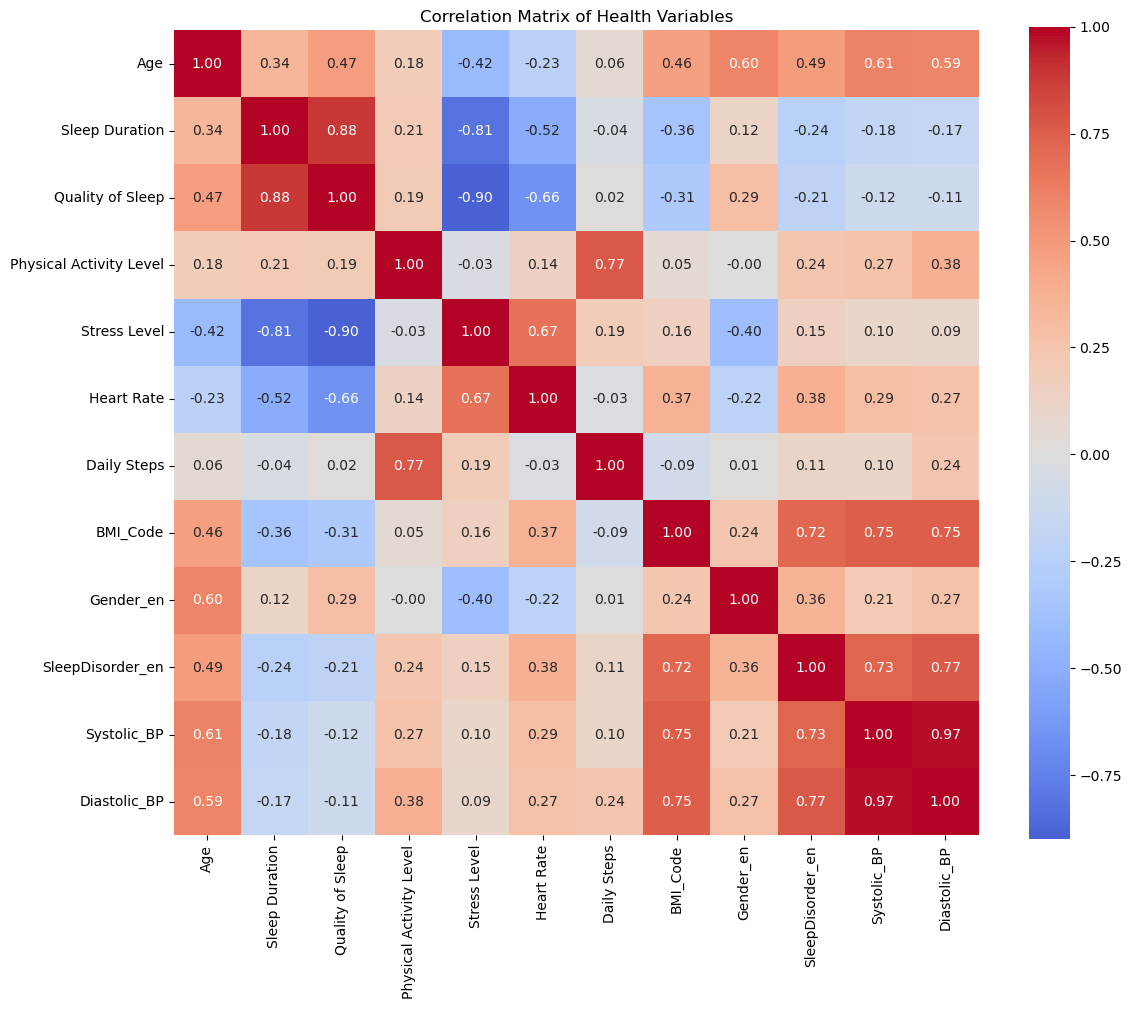 Correlation Matrix of Health Variables
Age 1.00 0.34 0.47 0.18 -0.42 -0.23 0.06 0.46 0.60 0.49 0.61 0.59
Sleep Duration 0.34 1.00 0.88 0.21 -0.81 -0.52 -0.04 -0.36 0.12 -0.24 -0.18 -0.17
Quality of Sleep 0.47 0.88 1.00 0.19 -0.90 -0.66 0.02 -0.31 0.29 -0.21 -0.12 -0.11
Physical Activity Level 0.18 0.21 0.19 1.00 -0.03 0.14 0.77 0.05 -0.00 0.24 0.27 0.38
Stress Level -0.42 -0.81 -0.90 -0.03 1.00 0.67 0.19 0.16 -0.40 0.15 0.10 0.09
Heart Rate -0.23 -0.52 -0.66 0.14 0.67 1.00 -0.03 0.37 -0.22 0.38 0.29 0.27
Daily Steps 0.06 -0.04 0.02 0.77 0.19 -0.03 1.00 -0.09 0.01 0.11 0.10 0.24
BMI_Code 0.46 -0.36 -0.31 0.05 0.16 0.37 -0.09 1.00 0.24 0.72 0.75 0.75
Gender_en 0.60 0.12 0.29 -0.00 -0.40 -0.22 0.01 0.24 1.00 0.36 0.21 0.27
SleepDisorder_en 0.49 -0.24 -0.21 0.24 0.15 0.38 0.11 0.72 0.36 1.00 0.73 0.77
Systolic_BP 0.61 -0.18 -0.12 0.27 0.10 0.29 0.10 0.75 0.21 0.73 1.00 0.97
Diastolic_BP 0.59 -0.17 -0.11 0.38 0.09 0.27 0.24 0.75 0.27 0.77 0.97 1.00
Age
Sleep Duration
Quality of Sleep
Physical Activity Level
Stress Level
Heart Rate
Daily Steps
BMI_Code
Gender_en
SleepDisorder_en
Systolic_BP
Diastolic_BP
1.00
0.75
0.50
0.25
0.00
−0.25
−0.50
−0.75